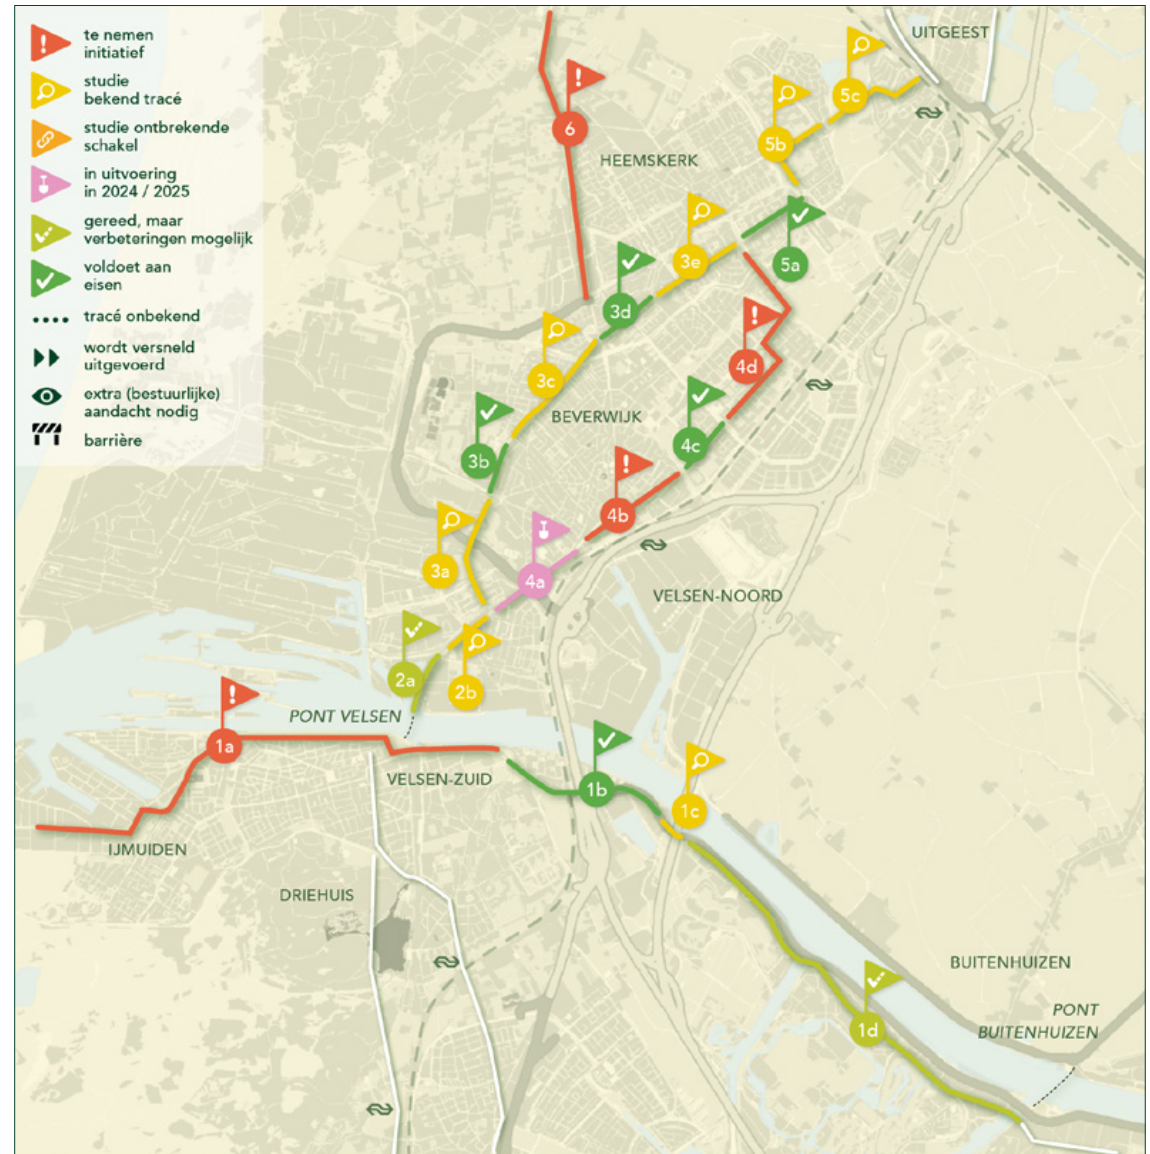 te nemen
initiatief
studie
bekend tracé
studie ontbrekende
schakel
in uitvoering
in 2024 / 2025
gereed, maar
verbeteringen mogelijk
voldoet aan
eisen
tracé onbekend
wordt versneld
uitgevoerd
extra (bestuurlijke)
aandacht nodig
barrière
UITGEEST
5c
6
5b
HEEMSKERK
3e
5a
3d
4d
3c
BEVERWIJK
4c
3b
4b
3a
4a
VELSEN-NOORD
2a
2b
PONT VELSEN
1a
VELSEN-ZUID
1b
1c
IJMUIDEN
DRIEHUIS
BUITENHUIZEN
PONT
BUITENHUIZEN
1d